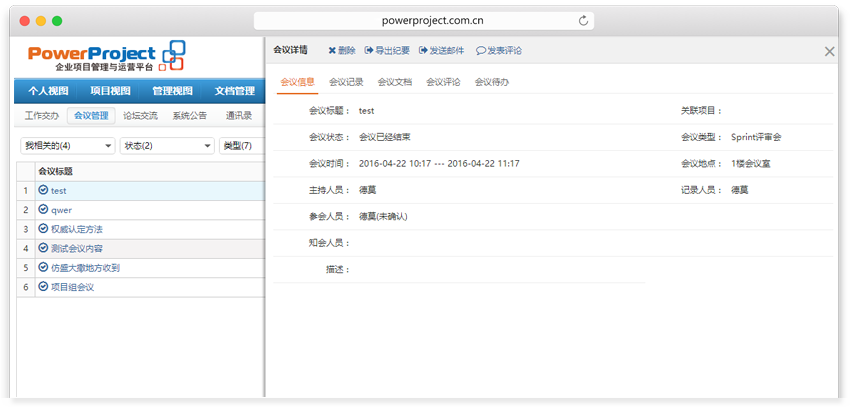 powerproject.com.cn
PowerProject
企业项目管理与运营平台
个人视图 项目视图 管理视图 文档管理
工作交办 会议管理 论坛交流 系统公告 通讯录
我相关的(4) 状态(2) 类型(7)
会议标题
1 test
2 qwer
3 权威认定方法
4 测试会议内容
5 仿盛大撒地方收到
6 项目组会议
会议详情 删除 导出纪要 发送邮件 发表评论
会议信息 会议记录 会议文档 会议评论 会议待办
会议标题： test 关联项目：
会议状态： 会议已经结束 会议类型： Sprint评审会
会议时间： 2016-04-22 10:17 --- 2016-04-22 11:17 会议地点： 1楼会议室
主持人员： 德莫 记录人员： 德莫
参会人员： 德莫(未确认)
知会人员：
描述：